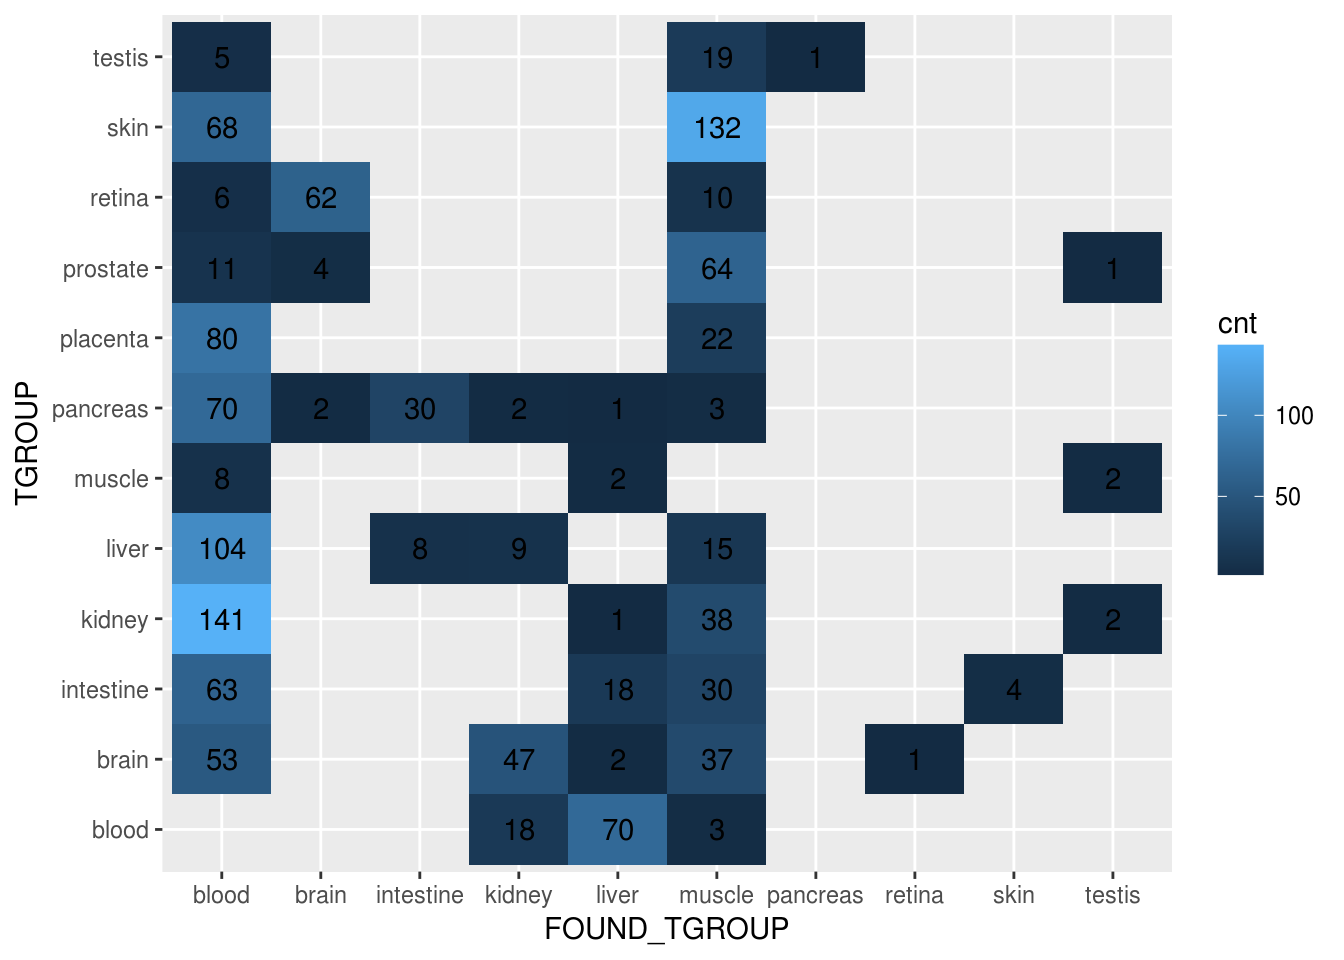 testis 5 19 1
skin 68 132
retina 6 62 10
prostate 11 4 64 1
placenta 80 22
pancreas 70 2 30 2 1 3
muscle 8 2 2
liver 104 8 9 15
kidney 141 1 38 2
intestine 63 18 30 4
brain 53 47 2 37 1
blood 18 70 3
blood brain intestine kidney liver muscle pancreas retina skin testis
FOUND_TGROUP
TGROUP
cnt
100
50